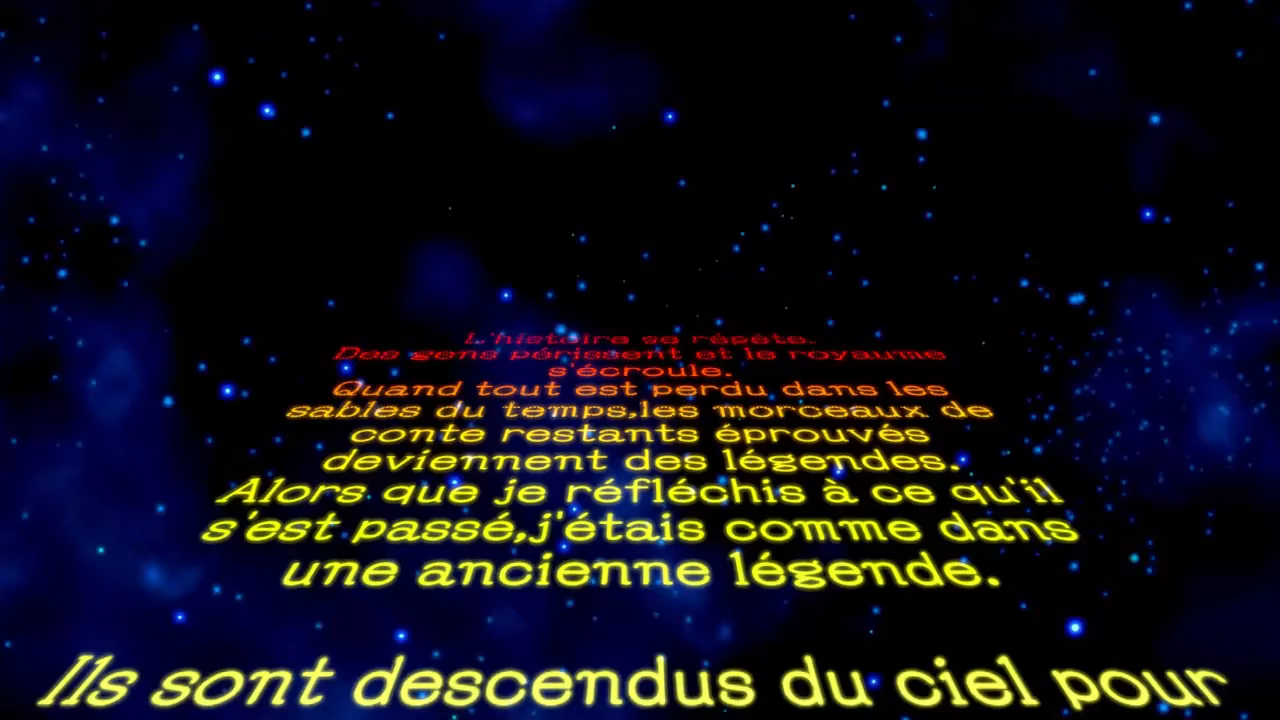 L'histoire se répète.
Des gens périssent et le royaume
s'écroule.
Quand tout est perdu dans les
sables du temps,les morceaux de
conte restants éprouvés
deviennent des légendes.
Alors que je réfléchis à ce qu'il
s'est passé,j'étais comme dans
une ancienne légende.
Ils sont descendus du ciel pour